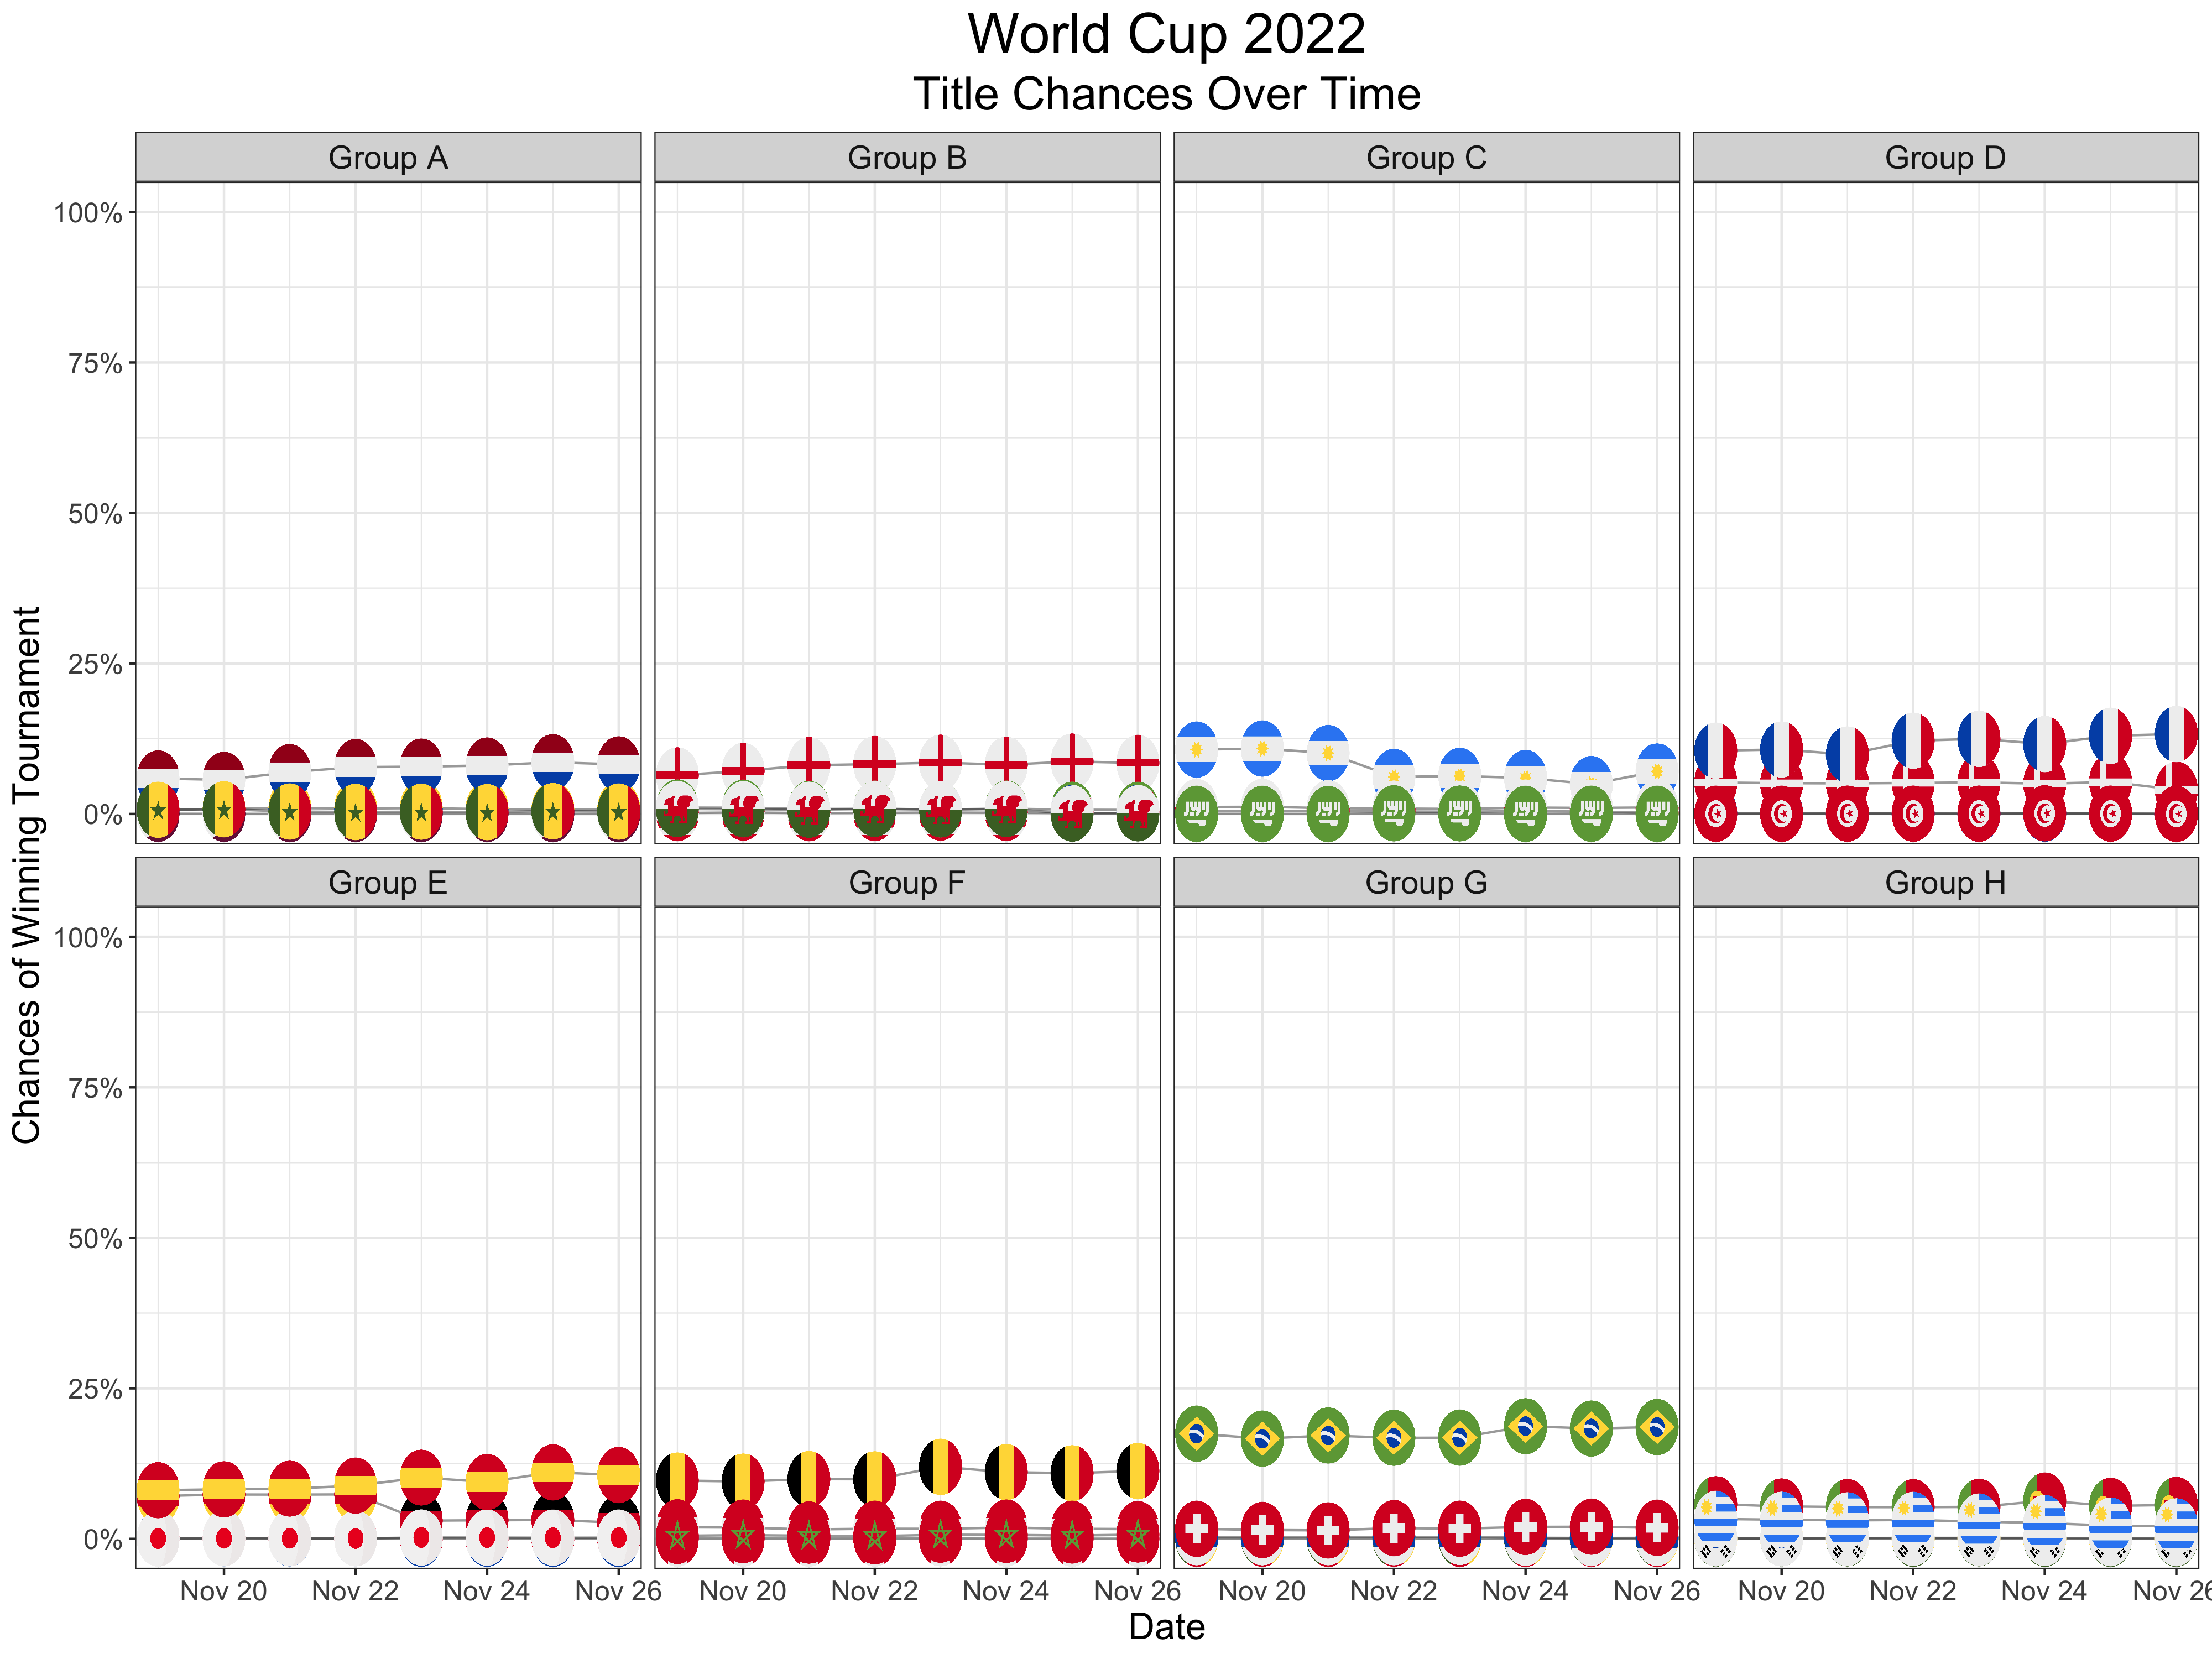 World Cup 2022
Title Chances Over Time
Group A
Group B
Group C
Group D
100%
75%
50%
25%
0%
Group E
Group F
Group G
Group H
100%
75%
50%
25%
0%
Nov 20 Nov 22 Nov 24 Nov 26
Nov 20 Nov 22 Nov 24 Nov 26
Nov 20 Nov 22 Nov 24 Nov 26
Nov 20 Nov 22 Nov 24 Nov 26
Date
Chances of Winning Tournament